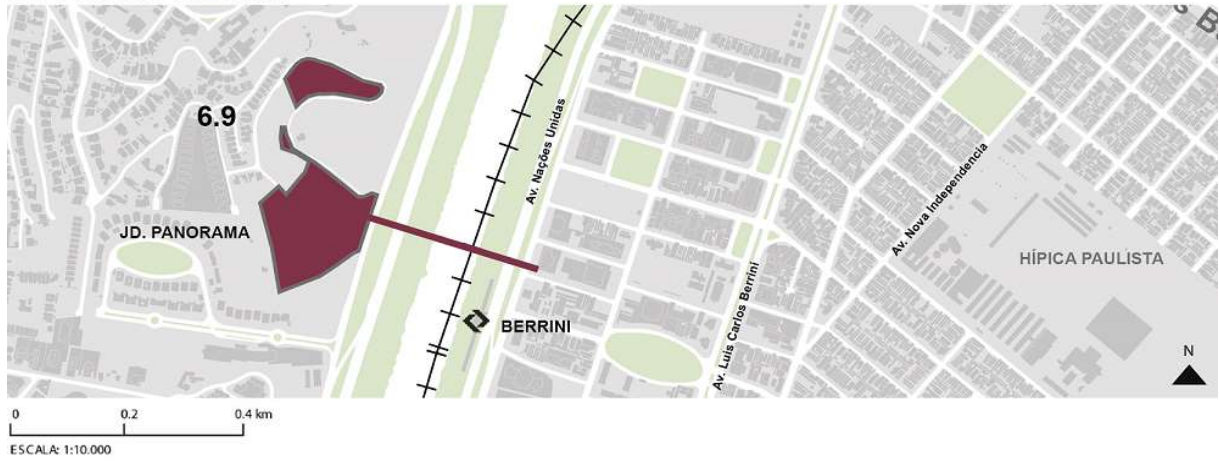 6.9
JD. PANORAMA
BERRINI
Av. Nações Unidas
Av. Luis Carlos Berrini
Av. Nova Independencia
HÍPICA PAULISTA
N
0 0.2 0.4 km
ESCALA: 1:10.000